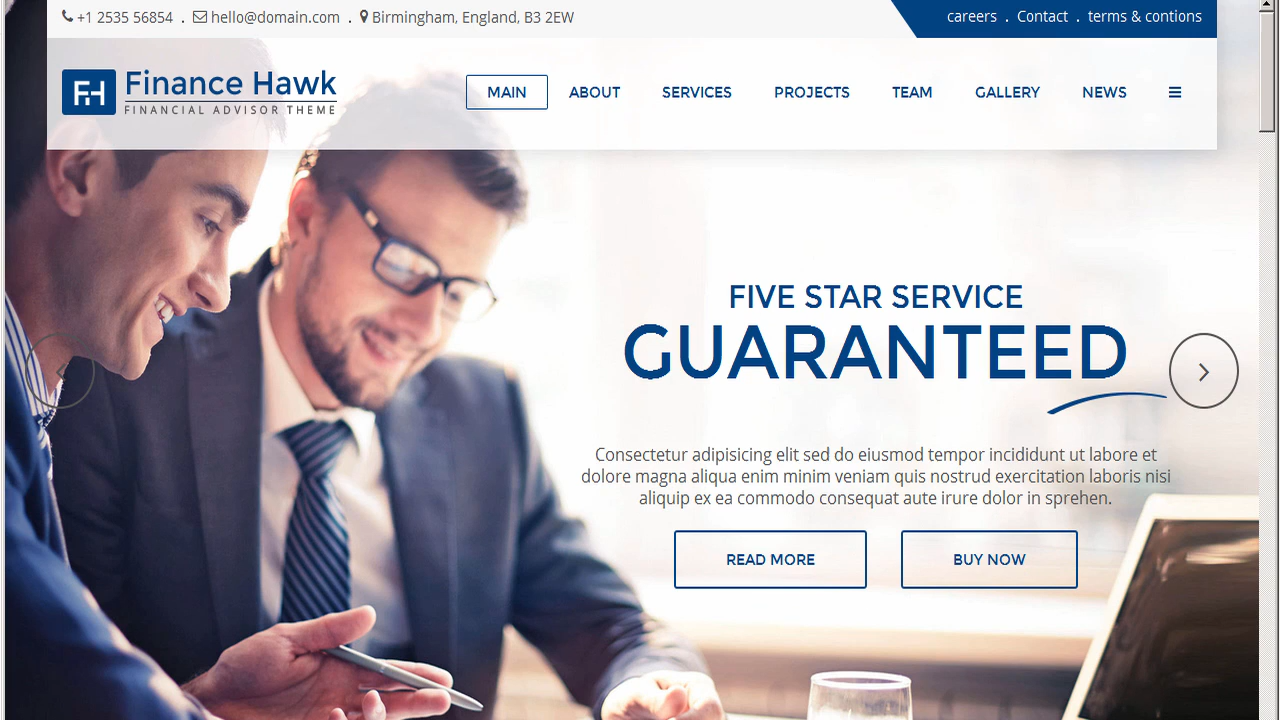 +1 2535 56854 . hello@domain.com . Birmingham, England, B3 2EW
careers . Contact . terms & contions
FH Finance Hawk
FINANCIAL ADVISOR THEME
MAIN ABOUT SERVICES PROJECTS TEAM GALLERY NEWS
FIVE STAR SERVICE
GUARANTEED
Consectetur adipisicing elit sed do eiusmod tempor incididunt ut labore et
dolore magna aliqua enim minim veniam quis nostrud exercitation laboris nisi
aliquip ex ea commodo consequat aute irure dolor in sprehen.
READ MORE BUY NOW